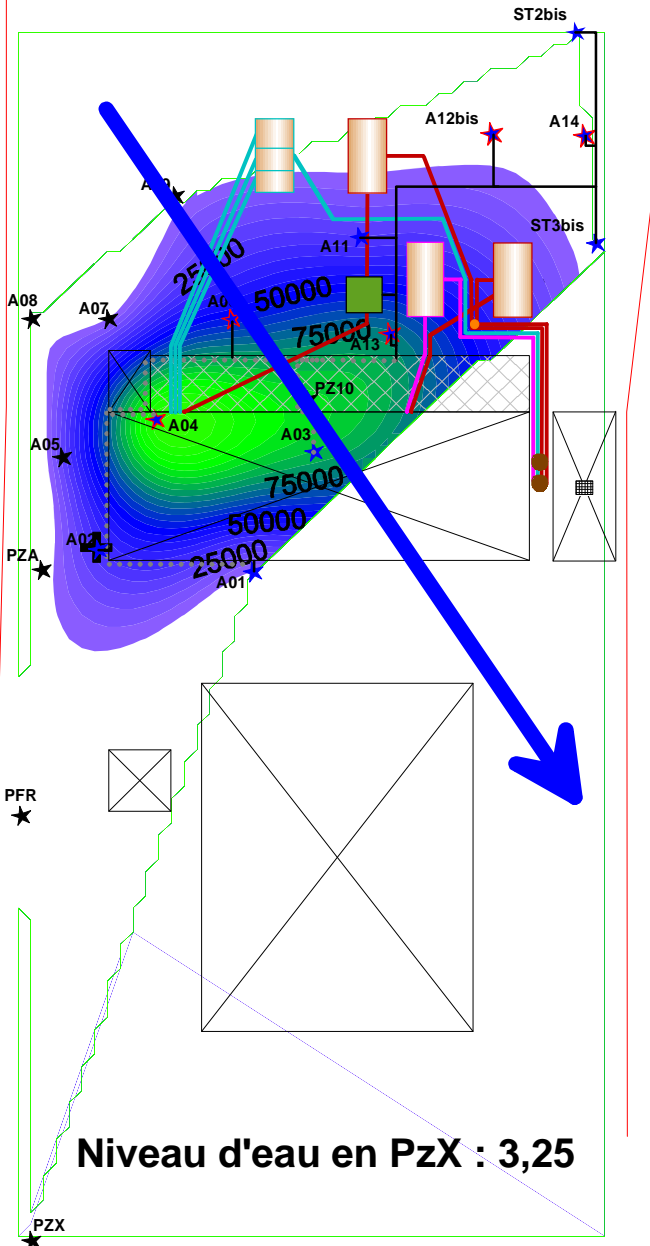 ST2bis
A12bis
A14
ST3bis
A11
25000
50000
A08
A07
75000
A13
PZ10
A04
A03
A05
75000
50000
A02
25000
PZA
A01
PFR
Niveau d'eau en PzX : 3,25
PZX